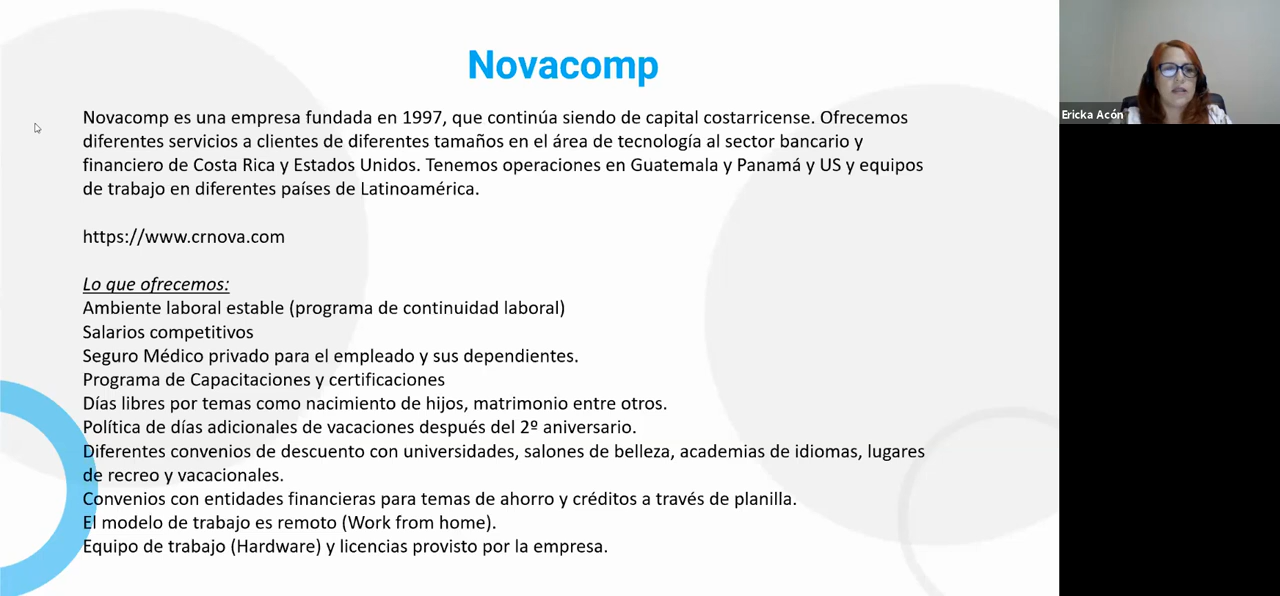 Novacomp
Novacomp es una empresa fundada en 1997, que continúa siendo de capital costarricense. Ofrecemos
diferentes servicios a clientes de diferentes tamaños en el área de tecnología al sector bancario y
financiero de Costa Rica y Estados Unidos. Tenemos operaciones en Guatemala y Panamá y US y equipos
de trabajo en diferentes países de Latinoamérica.
https://www.crnova.com
Lo que ofrecemos:
Ambiente laboral estable (programa de continuidad laboral)
Salarios competitivos
Seguro Médico privado para el empleado y sus dependientes.
Programa de Capacitaciones y certificaciones
Días libres por temas como nacimiento de hijos, matrimonio entre otros.
Política de días adicionales de vacaciones después del 2º aniversario.
Diferentes convenios de descuento con universidades, salones de belleza, academias de idiomas, lugares
de recreo y vacacionales.
Convenios con entidades financieras para temas de ahorro y créditos a través de planilla.
El modelo de trabajo es remoto (Work from home).
Equipo de trabajo (Hardware) y licencias provisto por la empresa.
Ericka Acón